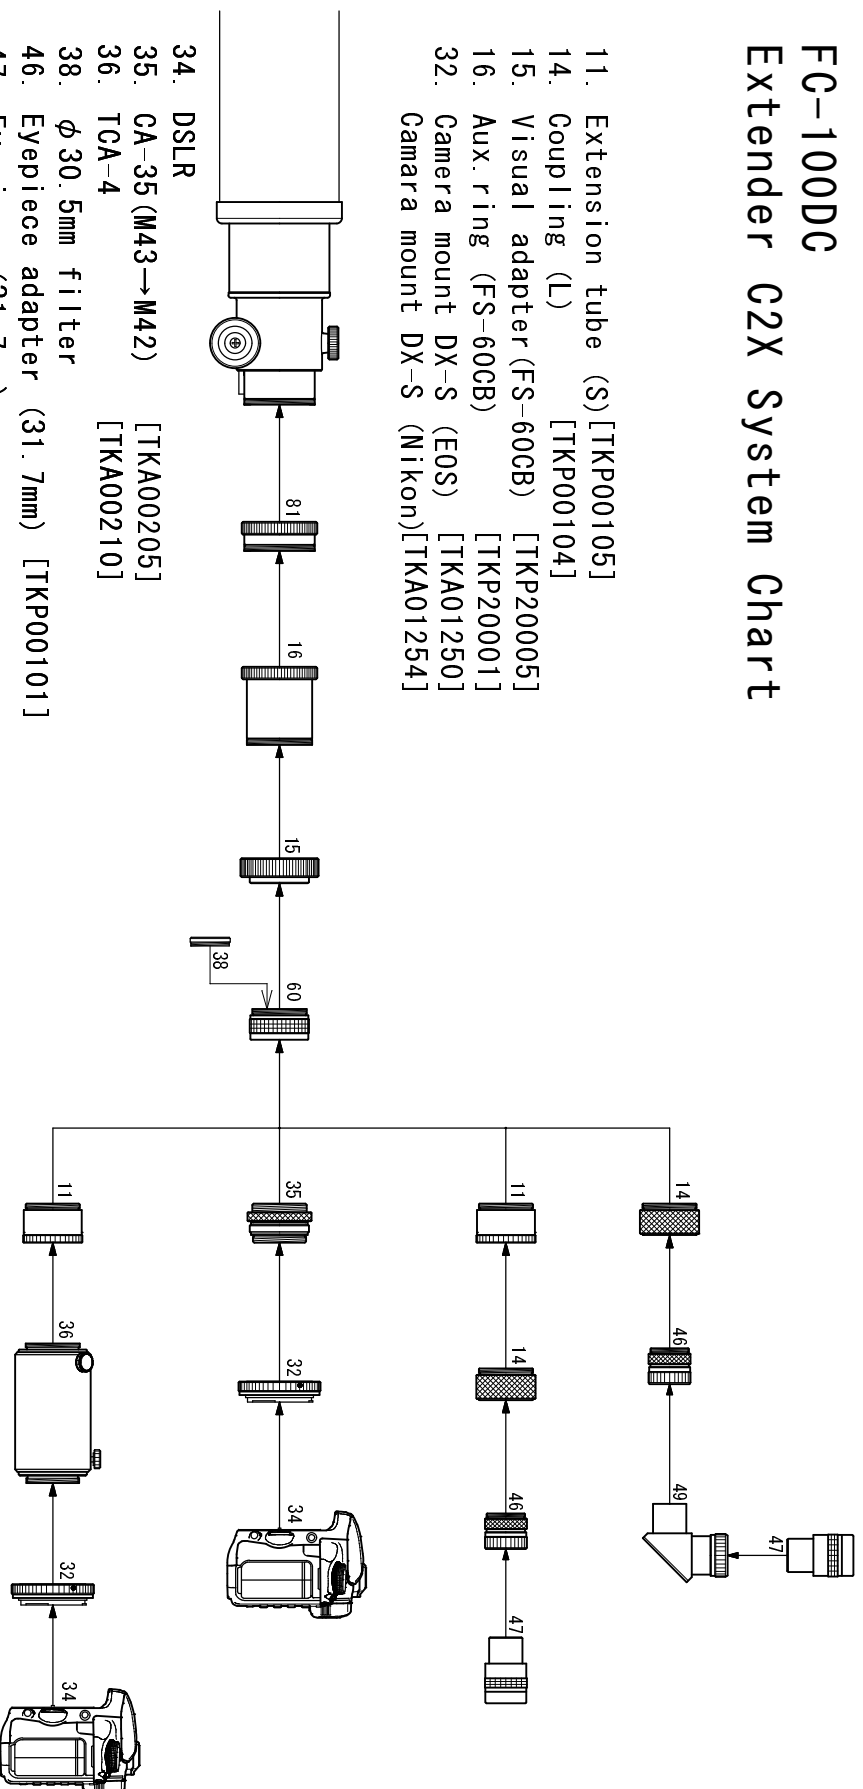 FC-100DC
Extender C2X System Chart
11. Extension tube (S)[TKP00105]
14. Coupling (L) [TKP00104]
15. Visual adapter(FS-60CB) [TKP20005]
16. Aux.ring (FS-60CB) [TKP20001]
32. Camera mount DX-S (EOS) [TKA01250]
Camara mount DX-S (Nikon)[TKA01254]
34. DSLR
35. CA-35(M43→M42) [TKA00205]
36. TCA-4 [TKA00210]
38. φ30.5mm filter
46. Eyepiece adapter (31.7mm) [TKP00101]
81
16
15
38
60
14
46
49
47
11
14
46
47
35
32
34
11
36
32
34